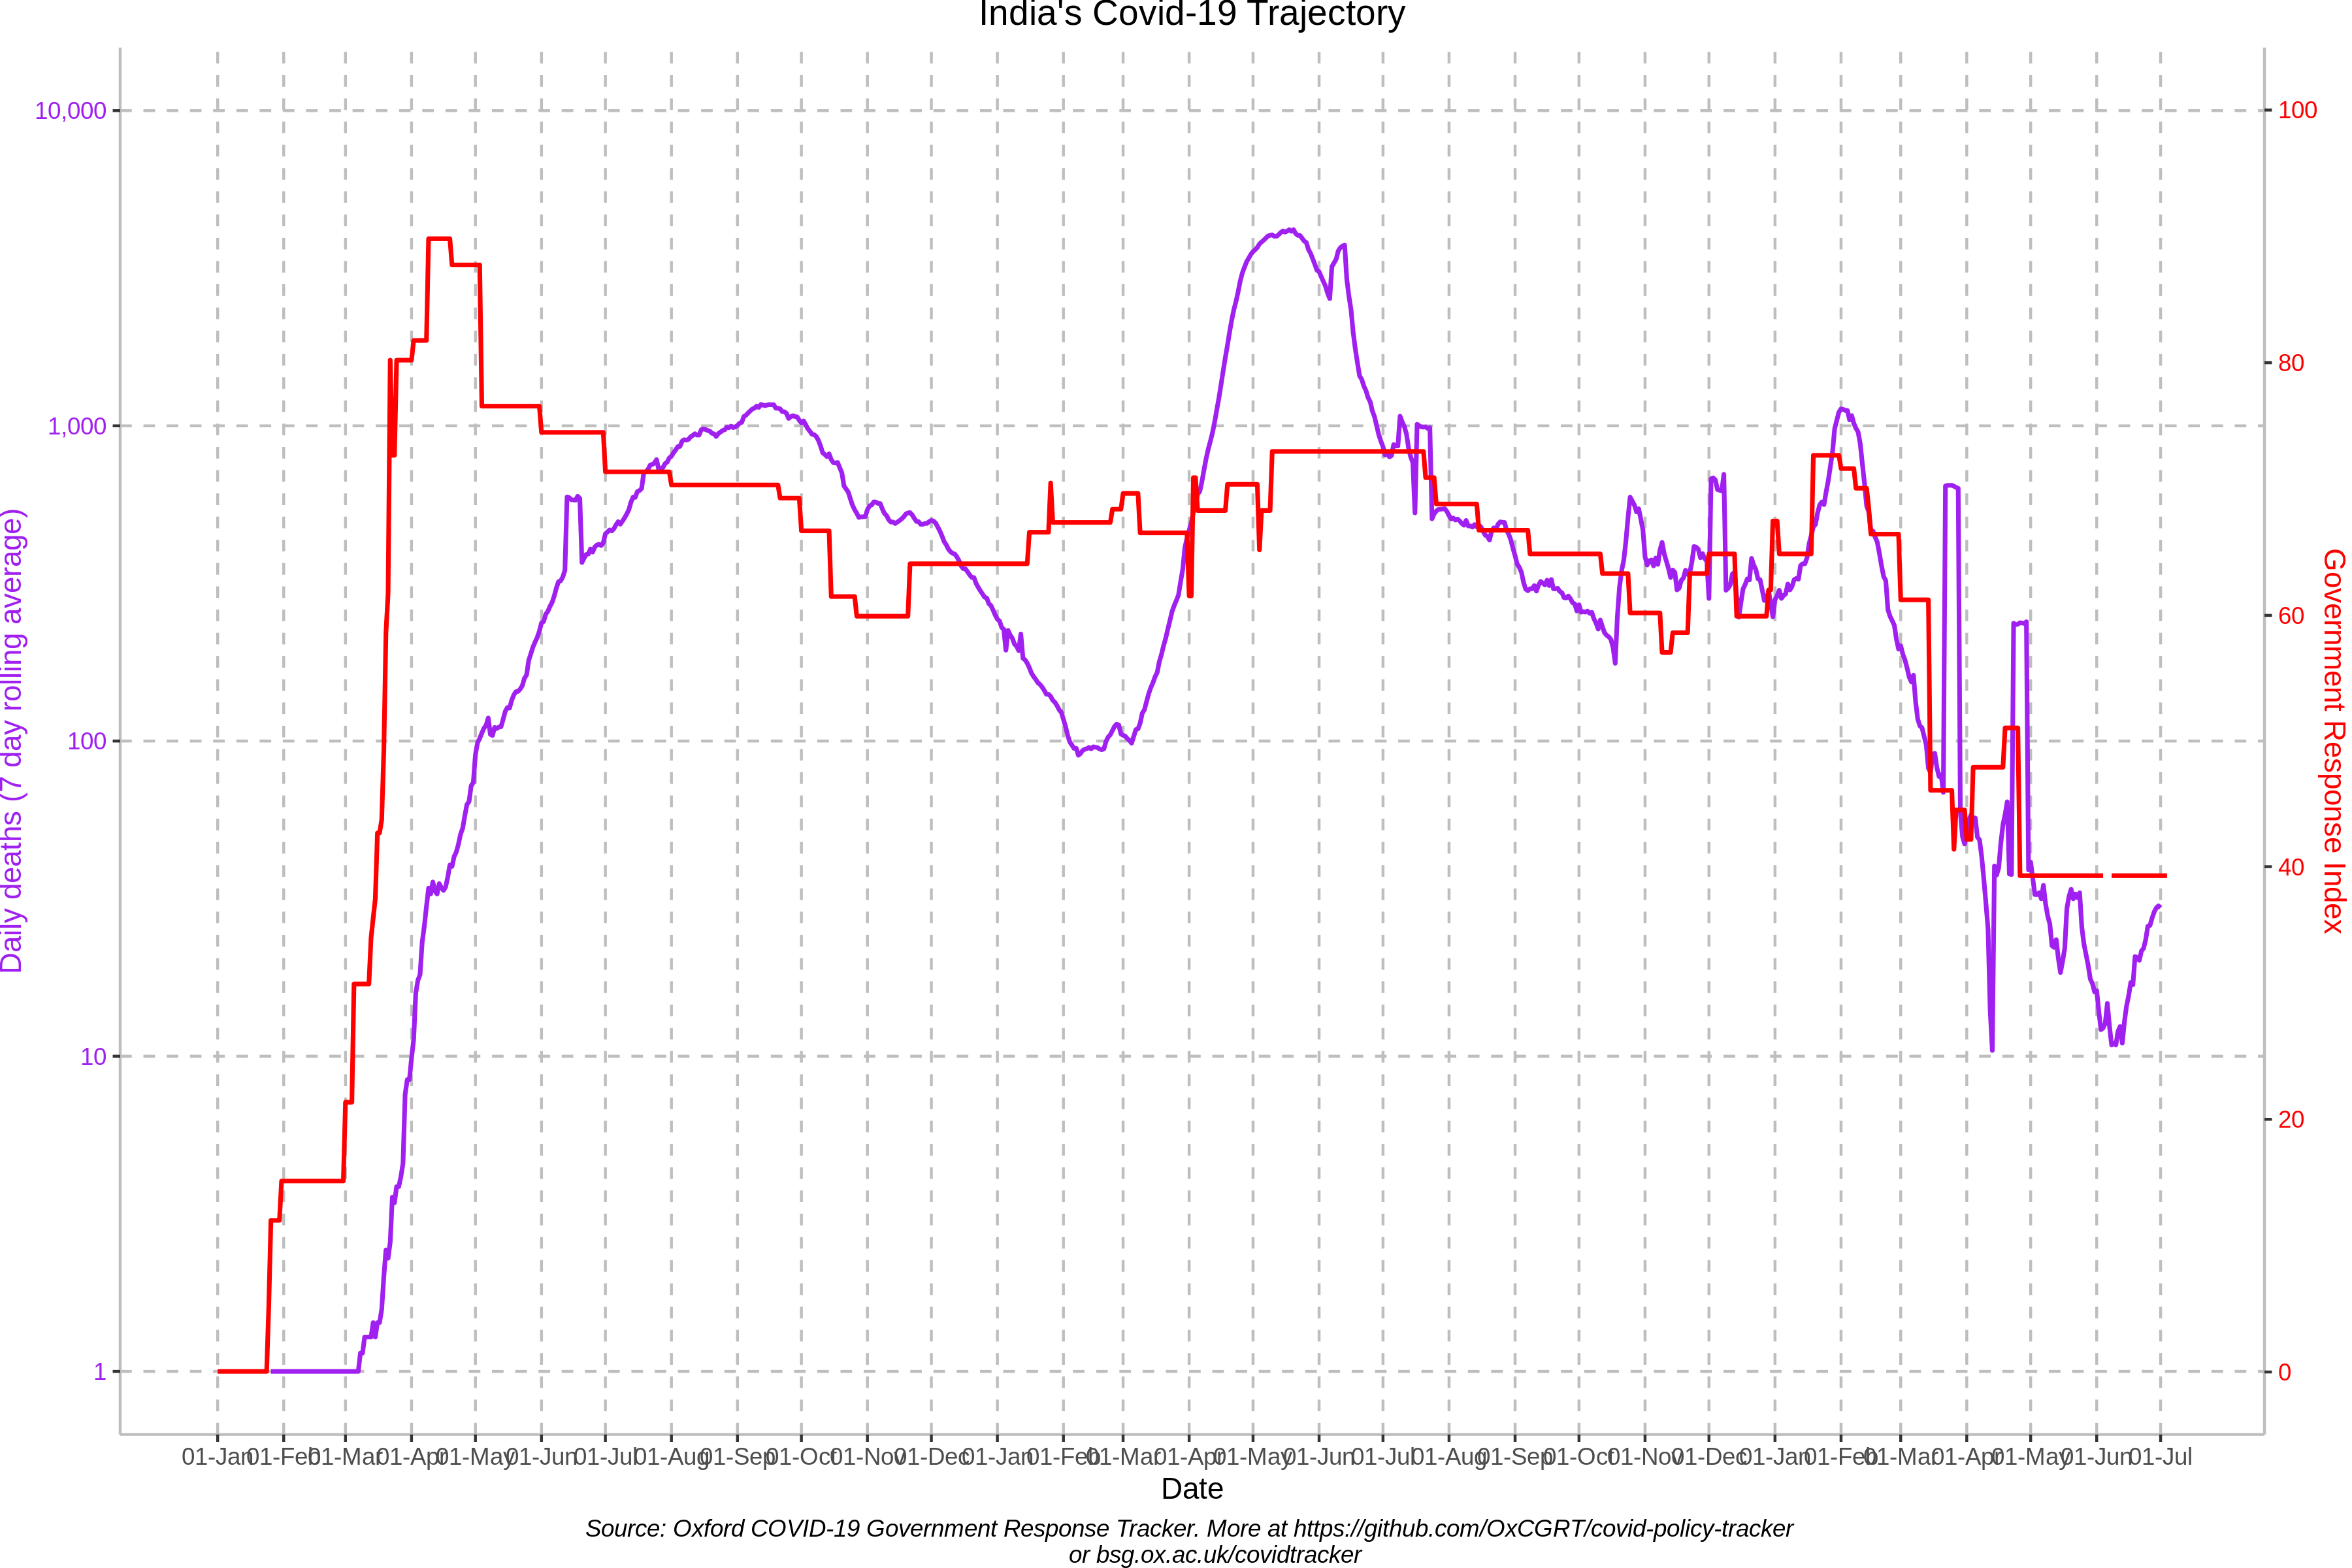 India's Covid-19 Trajectory
10,000
1,000
100
10
1
Daily deaths (7 day rolling average)
100
80
60
40
20
0
Government Response Index
01-Jan 01-Feb 01-Mar 01-Apr 01-May 01-Jun 01-Jul 01-Aug 01-Sep 01-Oct 01-Nov 01-Dec 01-Jan 01-Feb 01-Mar 01-Apr 01-May 01-Jun 01-Jul 01-Aug 01-Sep 01-Oct 01-Nov 01-Dec 01-Jan 01-Feb 01-Mar 01-Apr 01-May 01-Jun 01-Jul
Date
Source: Oxford COVID-19 Government Response Tracker. More at https://github.com/OxCGRT/covid-policy-tracker
or bsg.ox.ac.uk/covidtracker